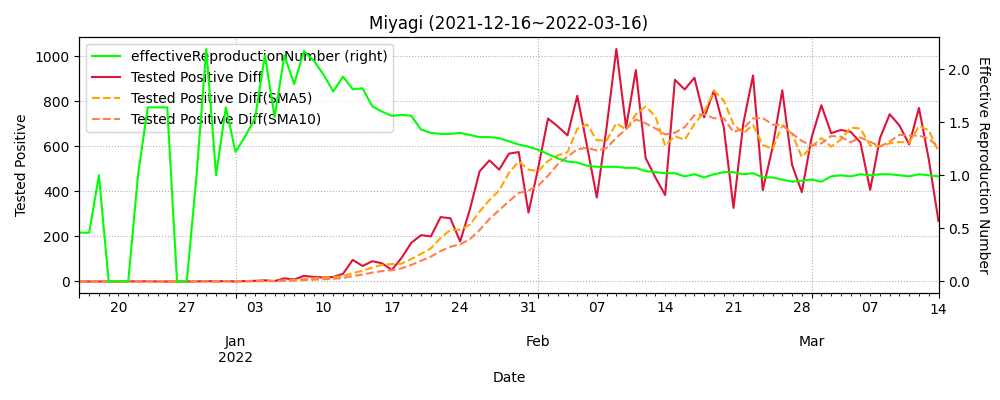 Miyagi (2021-12-16~2022-03-16)
effectiveReproductionNumber (right)
Tested Positive Diff
Tested Positive Diff(SMA5)
Tested Positive Diff(SMA10)
Tested Positive
1000
800
600
400
200
0
Effective Reproduction Number
2.0
1.5
1.0
0.5
0.0
20 27 03 10 17 24 31 07 14 21 28 07 14
Jan Feb Mar
2022
Date